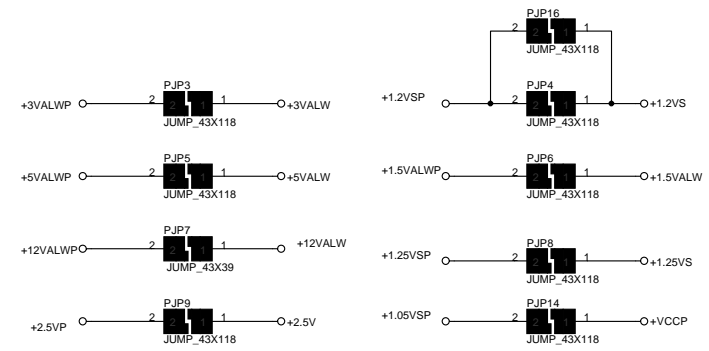 PJP16
2 2 1 1
JUMP_43X118
PJP3
+3VALWP 2 2 1 1 +3VALW
JUMP_43X118
PJP4
+1.2VSP 2 2 1 1 +1.2VS
JUMP_43X118
PJP5
+5VALWP 2 2 1 1 +5VALW
JUMP_43X118
PJP6
+1.5VALWP 2 2 1 1 +1.5VALW
JUMP_43X118
PJP7
+12VALWP 2 2 1 1 +12VALW
JUMP_43X39
PJP8
+1.25VSP 2 2 1 1 +1.25VS
JUMP_43X118
PJP9
+2.5VP 2 2 1 1 +2.5V
JUMP_43X118
PJP14
+1.05VSP 2 2 1 1 +VCCP
JUMP_43X118